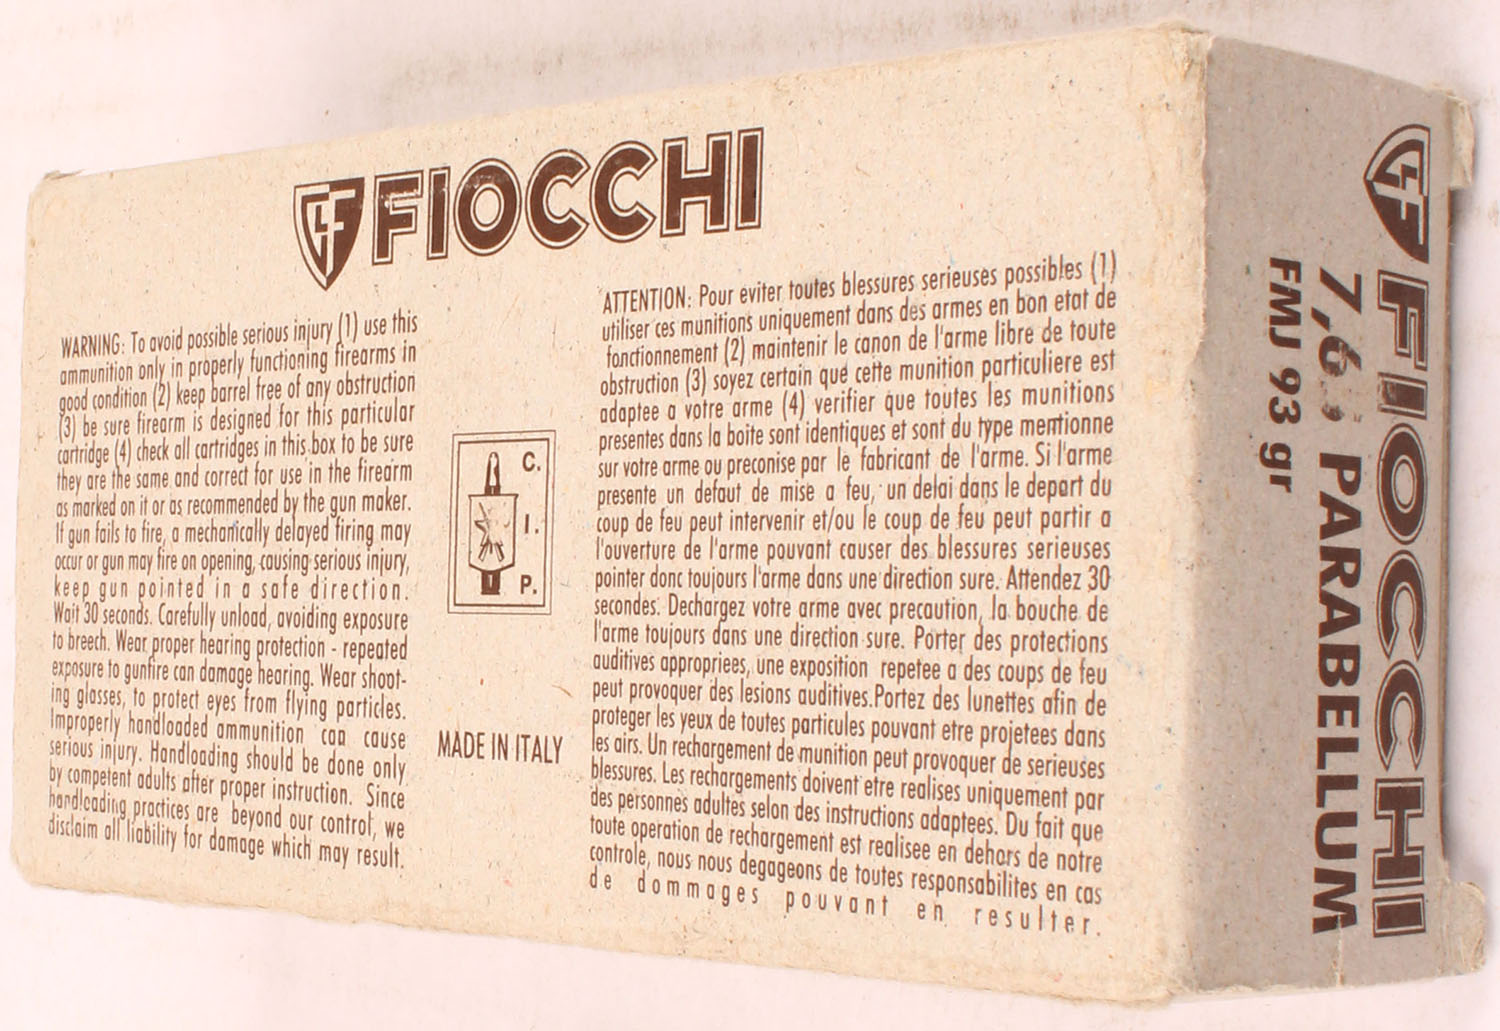 FIOCCHI
WARNING: To avoid possible serious injury (1) use this
ammunition only in properly functioning firearms in
good condition (2) keep barrel free of any obstruction
(3) be sure firearm is designed for this particular
cartridge (4) check all cartridges in this box to be sure
they are the same and correct for use in the firearm
as marked on it or as recommended by the gun maker.
If gun fails to fire, a mechanically delayed firing may
occur or gun may fire on opening, causing serious injury,
keep gun pointed in a safe direction.
Wait 30 seconds. Carefully unload, avoiding exposure
to breech. Wear proper hearing protection - repeated
exposure to gunfire can damage hearing. Wear shoot-
ing glasses, to protect eyes from flying particles.
Improperly handloaded ammunition can cause
serious injury. Handloading should be done only
by competent adults after proper instruction. Since
handloading practices are beyond our control, we
disclaim all liability for damage which may result.
C.
I.
P.
MADE IN ITALY
ATTENTION: Pour eviter toutes blessures serieuses possibles (1)
utiliser ces munitions uniquement dans des armes en bon etat de
fonctionnement (2) maintenir le canon de l'arme libre de toute
obstruction (3) soyez certain que cette munition particuliere est
adaptee a votre arme (4) verifier que toutes les munitions
presentes dans la boite sont identiques et sont du type mentionne
sur votre arme ou preconise par le fabricant de l'arme. Si l'arme
presente un defaut de mise a feu, un delai dans le depart du
coup de feu peut intervenir et/ou le coup de feu peut partir a
l'ouverture de l'arme pouvant causer des blessures serieuses
pointer donc toujours l'arme dans une direction sure. Attendez 30
secondes. Dechargez votre arme avec precaution, la bouche de
l'arme toujours dans une direction sure. Porter des protections
auditives appropriees, une exposition repetee a des coups de feu
peut provoquer des lesions auditives.Portez des lunettes afin de
proteger les yeux de toutes particules pouvant etre projetees dans
les airs. Un rechargement de munition peut provoquer de serieuses
blessures. Les rechargements doivent etre realises uniquement par
des personnes adultes selon des instructions adaptees. Du fait que
toute operation de rechargement est realisee en dehors de notre
controle, nous nous degageons de toutes responsabilites en cas
de dommages pouvant en resulter.
FIOCCHI
7,65 PARABELLUM
FMJ 93 gr